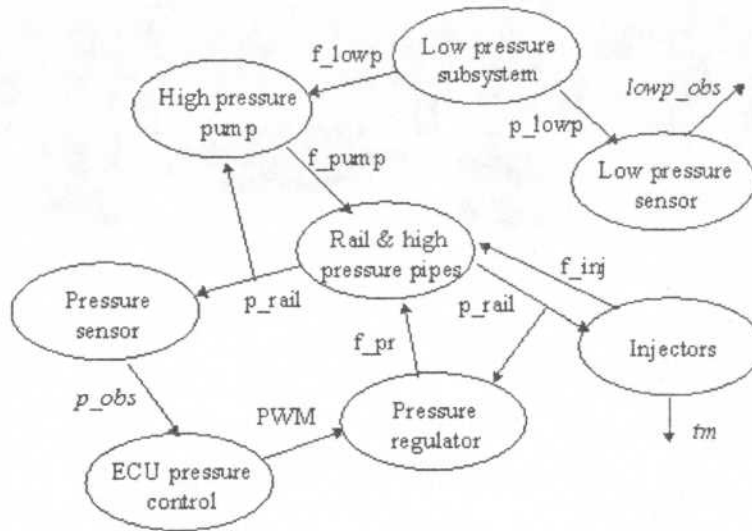 f_lowp
Low pressure
subsystem
High pressure
pump
lowp_obs
p_lowp
f_pump
Low pressure
sensor
Rail & high
pressure pipes
f_inj
Pressure
sensor
p_rail
p_rail
f_pr
Injectors
p_obs
PWM
Pressure
regulator
tm
ECU pressure
control